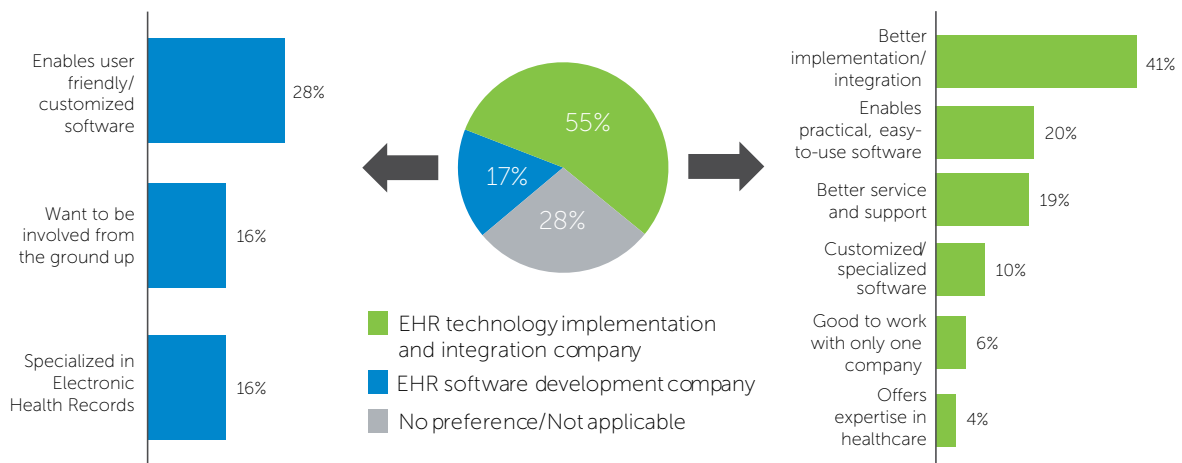 Enables user
friendly/
customized
software
28%
Want to be
involved from
the ground up
16%
Specialized in
Electronic
Health Records
16%
55%
17%
28%
EHR technology implementation
and integration company
EHR software development company
No preference/Not applicable
Better
implementation/
integration
41%
Enables
practical, easy-
to-use software
20%
Better service
and support
19%
Customized/
specialized
software
10%
Good to work
with only one
company
6%
Offers
expertise in
healthcare
4%